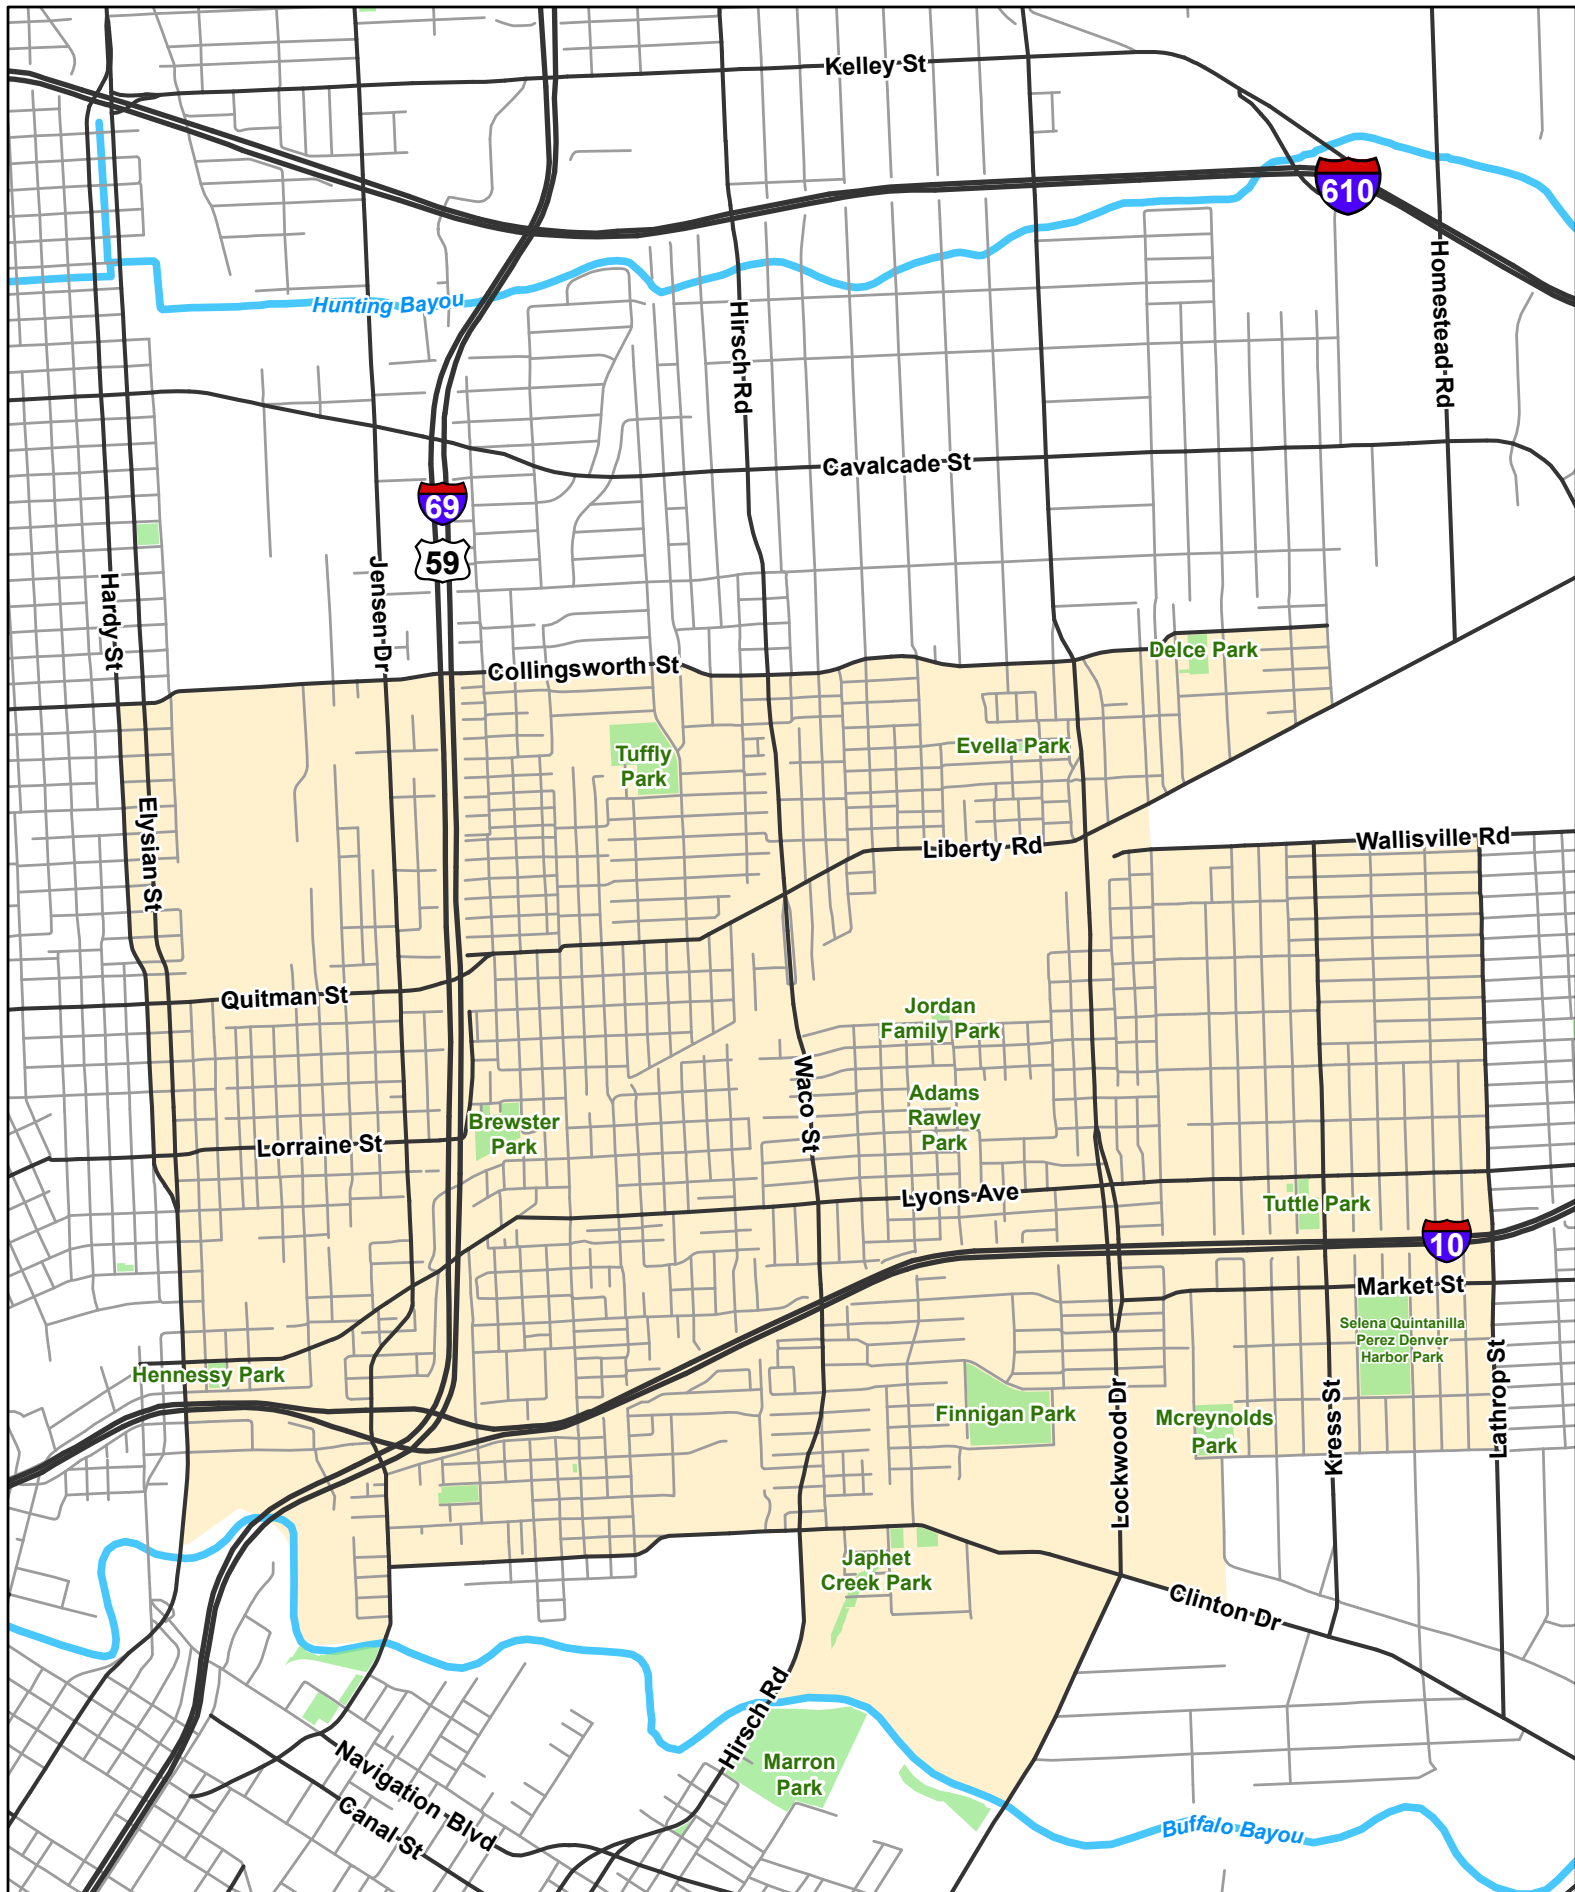 Kelley St
610
Hunting Bayou
Hirsch Rd
Homestead Rd
Cavalcade St
69
59
Hardy St
Jensen Dr
Collingsworth St
Delce Park
Tuffly
Park
Evella Park
Elysian St
Liberty Rd
Wallisville Rd
Quitman St
Jordan
Family Park
Waco St
Adams
Rawley
Park
Brewster
Park
Lorraine St
Lyons Ave
Tuttle Park
10
Market St
Selena Quintanilla
Perez Denver
Harbor Park
Hennessy Park
Finnigan Park
Lockwood Dr
Mcreynolds
Park
Kress St
Lathrop St
Japhet
Creek Park
Clinton Dr
Hirsch Rd
Marron
Park
Navigation Blvd
Canal St
Buffalo Bayou